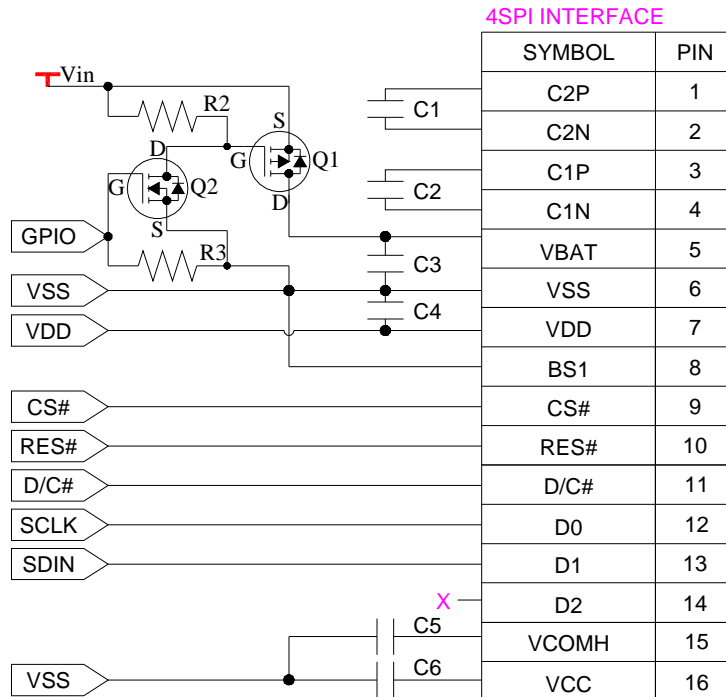 4SPI INTERFACE
SYMBOL PIN
Vin
R2
C1
C2P 1
S
D
G
Q1
C2N 2
G
Q2
D
C2
C1P 3
C1N 4
S
GPIO
R3
C3
VBAT 5
VSS
VSS 6
C4
VDD
VDD 7
BS1 8
CS#
CS# 9
RES#
RES# 10
D/C#
D/C# 11
SCLK
D0 12
SDIN
D1 13
X
D2 14
C5
VCOMH 15
VSS
C6
VCC 16